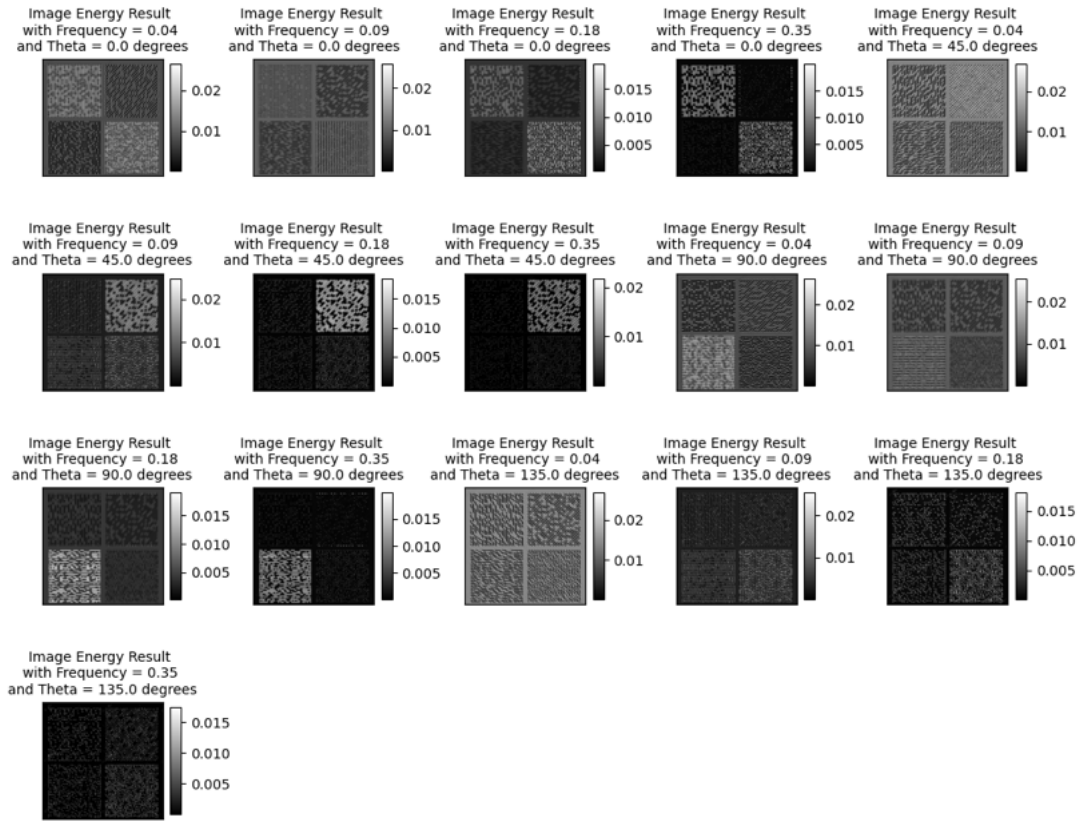 Image Energy Result
with Frequency = 0.04
and Theta = 0.0 degrees
0.02
0.01
Image Energy Result
with Frequency = 0.09
and Theta = 0.0 degrees
0.02
0.01
Image Energy Result
with Frequency = 0.18
and Theta = 0.0 degrees
0.015
0.010
0.005
Image Energy Result
with Frequency = 0.35
and Theta = 0.0 degrees
0.015
0.010
0.005
Image Energy Result
with Frequency = 0.04
and Theta = 45.0 degrees
0.02
0.01
Image Energy Result
with Frequency = 0.09
and Theta = 45.0 degrees
0.02
0.01
Image Energy Result
with Frequency = 0.18
and Theta = 45.0 degrees
0.015
0.010
0.005
Image Energy Result
with Frequency = 0.35
and Theta = 45.0 degrees
0.015
0.010
0.005
Image Energy Result
with Frequency = 0.04
and Theta = 90.0 degrees
0.02
0.01
Image Energy Result
with Frequency = 0.09
and Theta = 90.0 degrees
0.02
0.01
Image Energy Result
with Frequency = 0.18
and Theta = 90.0 degrees
0.015
0.010
0.005
Image Energy Result
with Frequency = 0.35
and Theta = 90.0 degrees
0.015
0.010
0.005
Image Energy Result
with Frequency = 0.04
and Theta = 135.0 degrees
0.02
0.01
Image Energy Result
with Frequency = 0.09
and Theta = 135.0 degrees
0.02
0.01
Image Energy Result
with Frequency = 0.18
and Theta = 135.0 degrees
0.015
0.010
0.005
Image Energy Result
with Frequency = 0.35
and Theta = 135.0 degrees
0.015
0.010
0.005